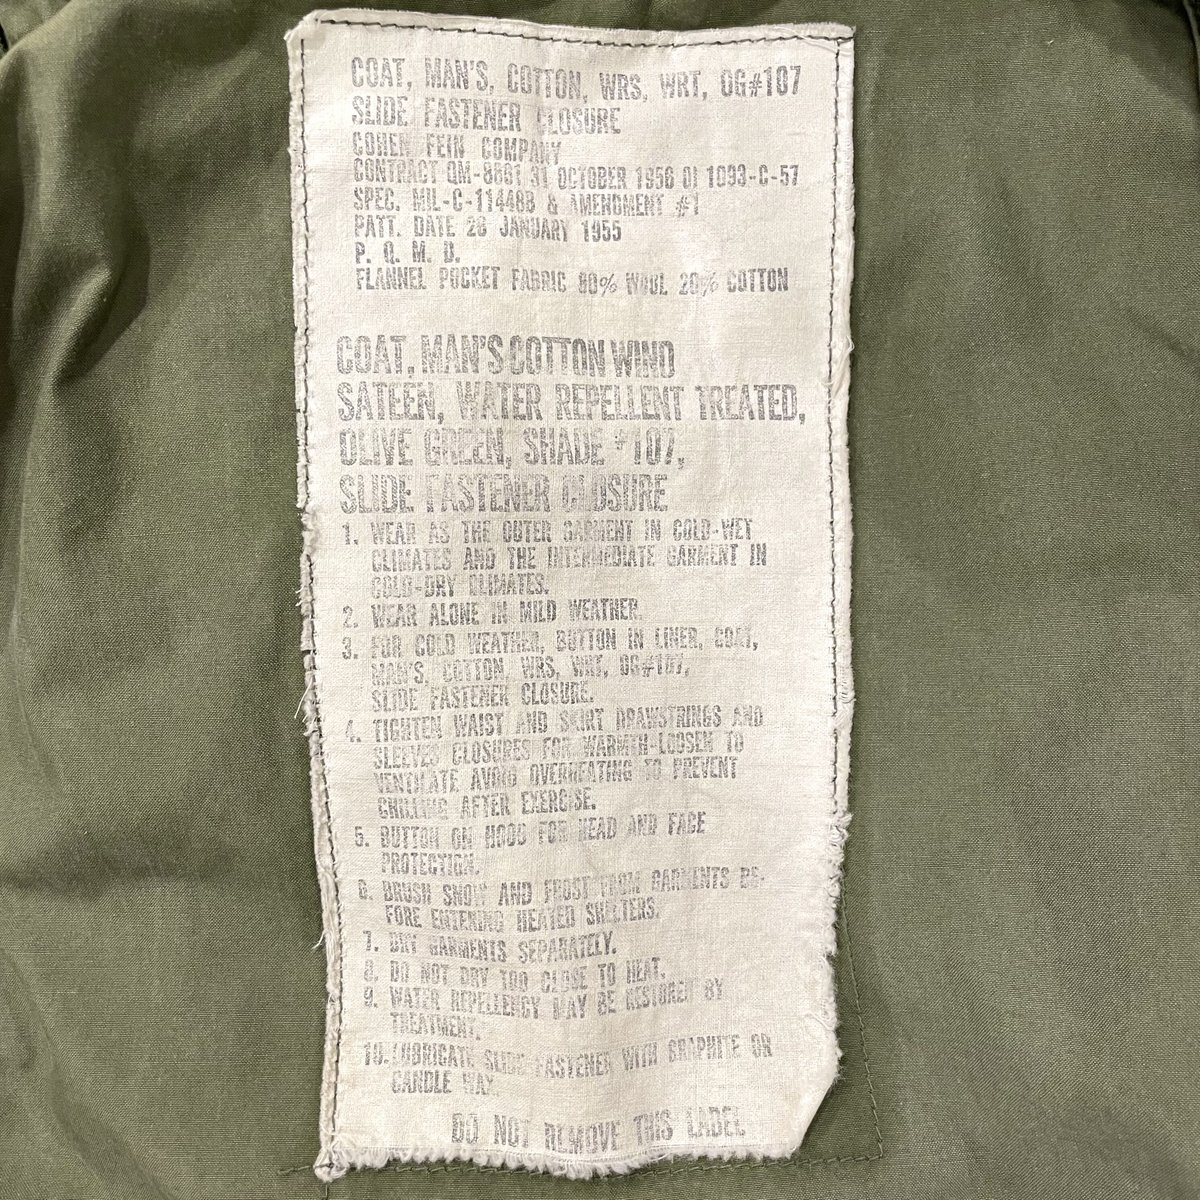 COAT, MAN'S, COTTON, WRS, WRT, OG#107
SLIDE FASTENER CLOSURE
COHEN FEIN COMPANY
CONTRACT QM-8861 31 OCTOBER 1956 OI 1093-C-57
SPEC. MIL-C-11448B & AMENDMENT #1
PATT. DATE 28 JANUARY 1955
P. Q. M. D.
FLANNEL POCKET FABRIC 80% WOOL 20% COTTON
COAT, MAN'S COTTON WIND
SATEEN, WATER REPELLENT TREATED,
OLIVE GREEN, SHADE #107,
SLIDE FASTENER CLOSURE
1. WEAR AS THE OUTER GARMENT IN COLD-WET
CLIMATES AND THE INTERMEDIATE GARMENT IN
COLD-DRY CLIMATES.
2. WEAR ALONE IN MILD WEATHER.
3. FOR COLD WEATHER, BUTTON IN LINER, COAT,
MAN'S, COTTON, WRS, WRT, OG#107,
SLIDE FASTENER CLOSURE.
4. TIGHTEN WAIST AND SKIRT DRAWSTRINGS AND
SLEEVES CLOSURES FOR WARMTH-LOOSEN TO
VENTILATE AVOID OVERHEATING TO PREVENT
CHILLING AFTER EXERCISE.
5. BUTTON ON HOOD FOR HEAD AND FACE
PROTECTION.
6. BRUSH SNOW AND FROST FROM GARMENTS BE-
FORE ENTERING HEATED SHELTERS.
7. DRY GARMENTS SEPARATELY.
8. DO NOT DRY TOO CLOSE TO HEAT.
9. WATER REPELLENCY MAY BE RESTORED BY
TREATMENT.
10. LUBRICATE SLIDE FASTENER WITH GRAPHITE OR
CANDLE WAX.
DO NOT REMOVE THIS LABEL